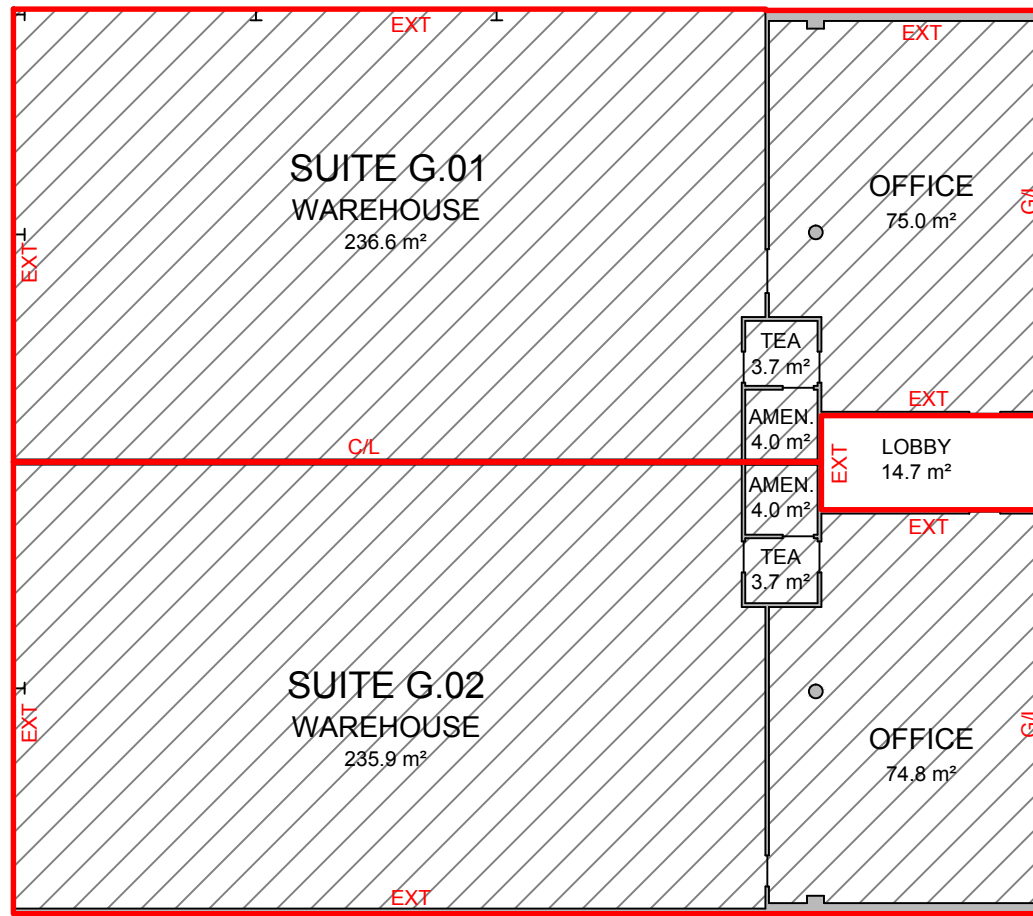 EXT
EXT
SUITE G.01
WAREHOUSE
236.6 m²
OFFICE
75.0 m²
G/L
EXT
TEA
3.7 m²
EXT
AMEN.
4.0 m²
C/L
EXT
LOBBY
14.7 m²
AMEN.
4.0 m²
EXT
TEA
3.7 m²
SUITE G.02
WAREHOUSE
235.9 m²
EXT
OFFICE
74.8 m²
G/L
EXT